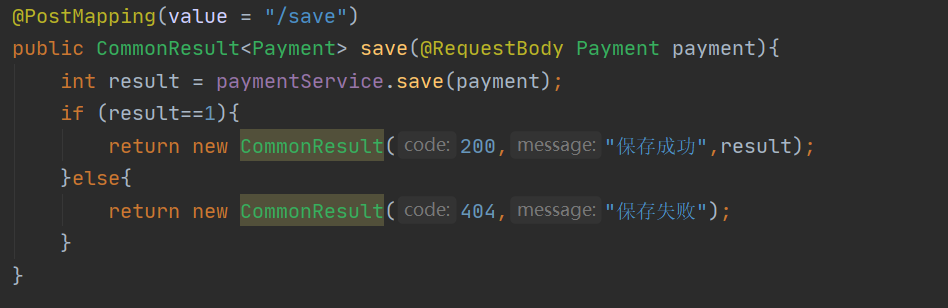 @PostMapping(value = "/save")
public CommonResult<Payment> save(@RequestBody Payment payment){
    int result = paymentService.save(payment);
    if (result==1){
        return new CommonResult( code: 200, message: "保存成功",result);
    }else{
        return new CommonResult( code: 404, message: "保存失败");
    }
}